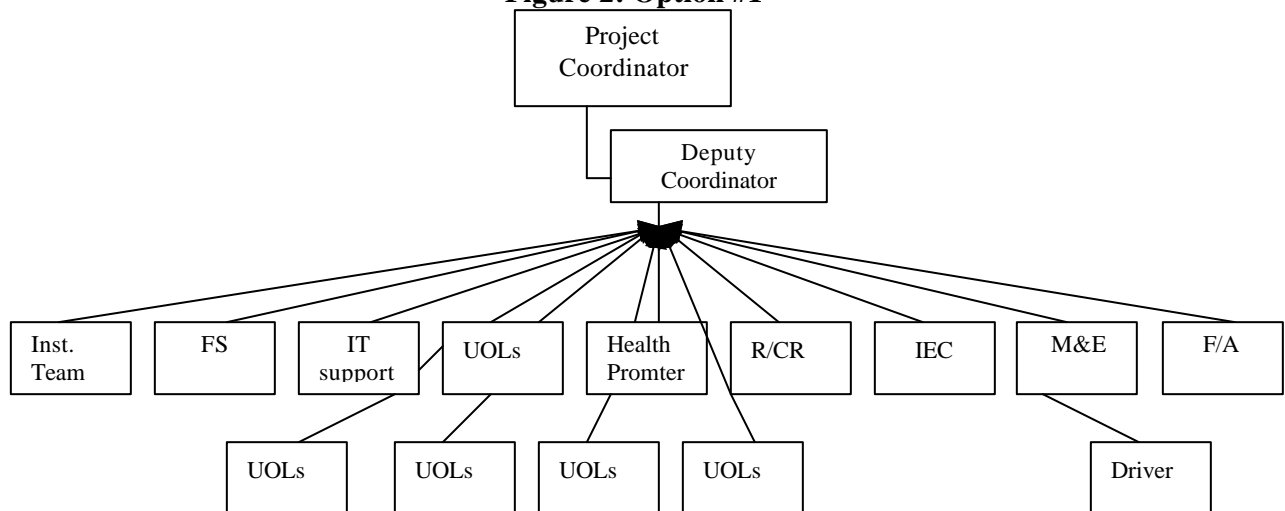 Figure 2: Option #1
Project
Coordinator
Deputy
Coordinator
Inst.
Team
FS
IT
support
UOLs
Health
Promter
R/CR
IEC
M&E
F/A
UOLs
UOLs
UOLs
UOLs
Driver